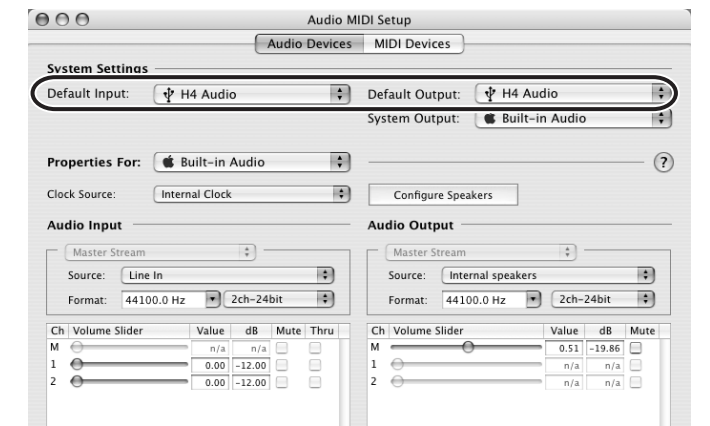 Audio MIDI Setup
Audio Devices MIDI Devices
System Settings
Default Input: H4 Audio Default Output: H4 Audio
System Output: Built-in Audio
Properties For: Built-in Audio ?
Clock Source: Internal Clock Configure Speakers
Audio Input Audio Output
Master Stream Master Stream
Source: Line In Source: Internal speakers
Format: 44100.0 Hz 2ch-24bit Format: 44100.0 Hz 2ch-24bit
Ch Volume Slider Value dB Mute Thru Ch Volume Slider Value dB Mute
M n/a n/a M 0.51 -19.86
1 0.00 -12.00 1 n/a n/a
2 0.00 -12.00 2 n/a n/a